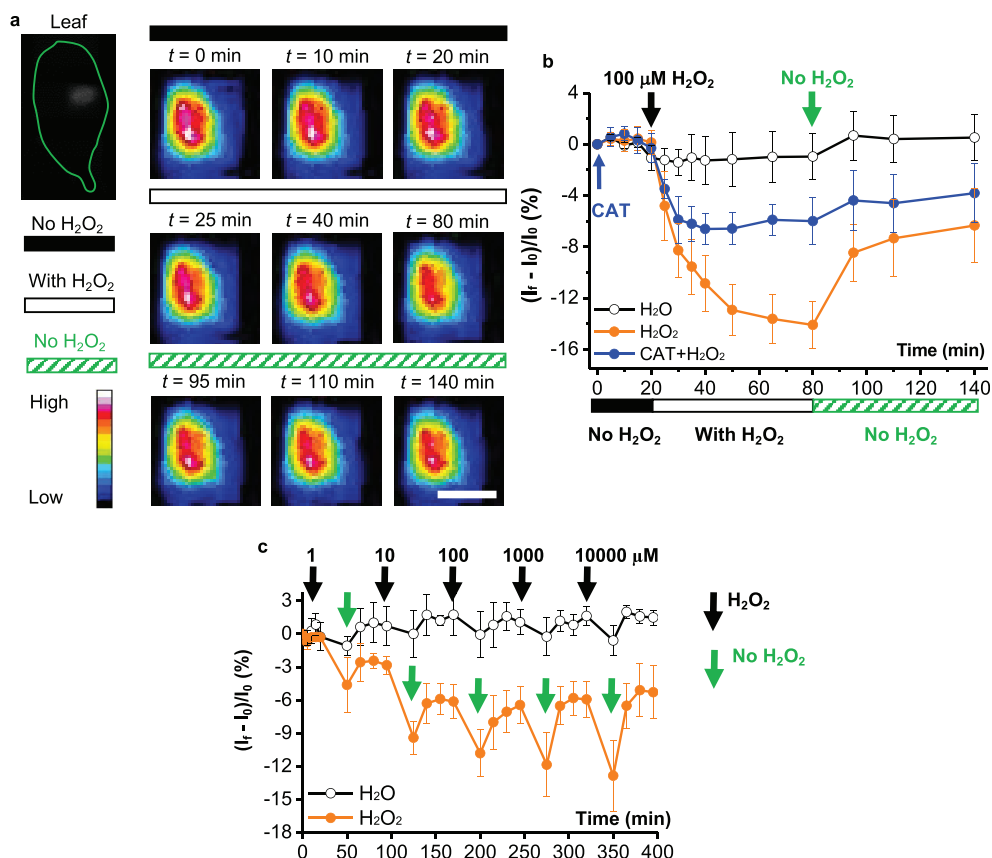 a
Leaf
No H₂O₂
With H₂O₂
No H₂O₂
High
Low
t = 0 min
t = 10 min
t = 20 min
t = 25 min
t = 40 min
t = 80 min
t = 95 min
t = 110 min
t = 140 min
b
100 μM H₂O₂
No H₂O₂
4
0
-4
-8
-12
-16
(If - I₀)/I₀ (%)
CAT
H₂O
H₂O₂
CAT+H₂O₂
Time (min)
0 20 40 60 80 100 120 140
No H₂O₂ With H₂O₂ No H₂O₂
c
1 10 100 1000 10000 μM
H₂O₂
No H₂O₂
3
0
-3
-6
-9
-12
-15
-18
(If - I₀)/I₀ (%)
H₂O
H₂O₂
Time (min)
0 50 100 150 200 250 300 350 400